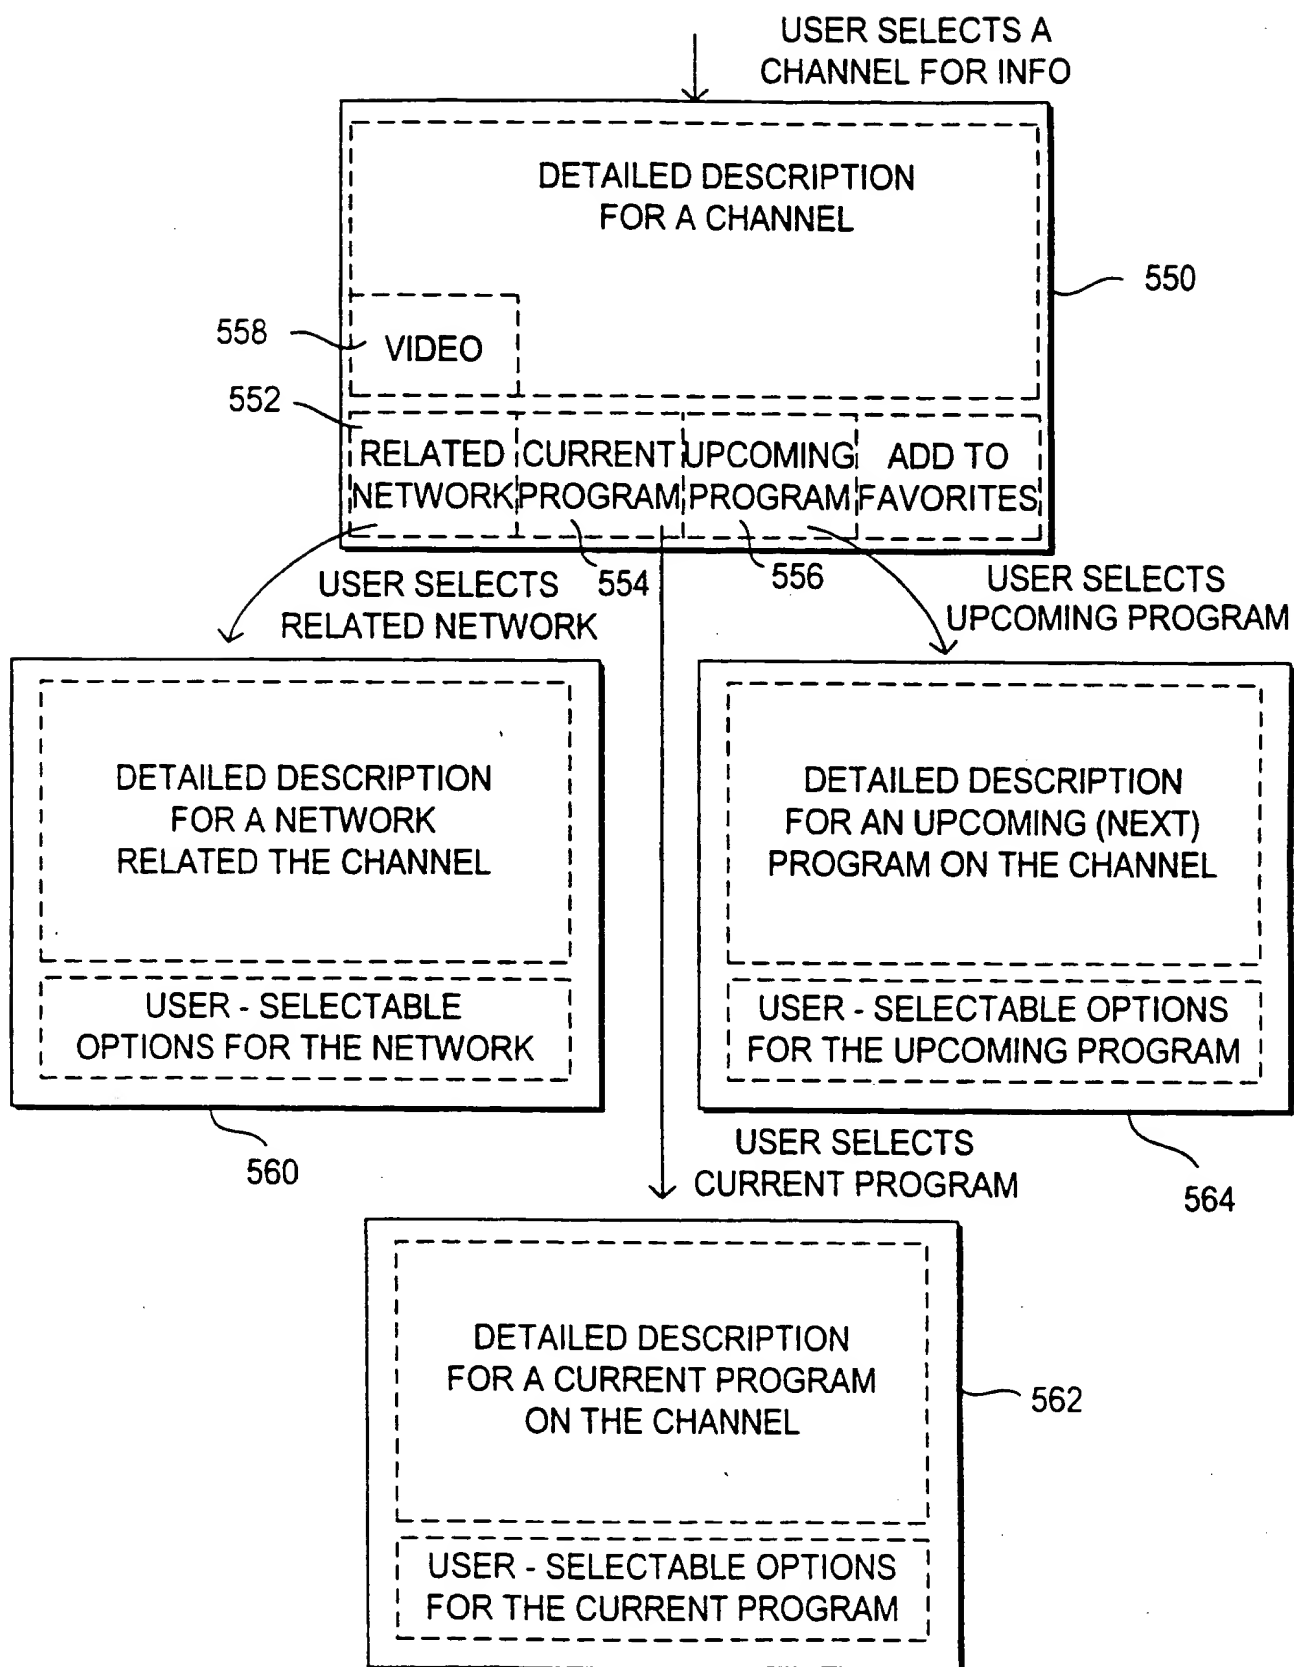 USER SELECTS A
CHANNEL FOR INFO
DETAILED DESCRIPTION
FOR A CHANNEL
550
558
VIDEO
552
RELATED
NETWORK
CURRENT
PROGRAM
UPCOMING
PROGRAM
ADD TO
FAVORITES
554
556
USER SELECTS
RELATED NETWORK
USER SELECTS
UPCOMING PROGRAM
DETAILED DESCRIPTION
FOR A NETWORK
RELATED THE CHANNEL
USER - SELECTABLE
OPTIONS FOR THE NETWORK
560
DETAILED DESCRIPTION
FOR AN UPCOMING (NEXT)
PROGRAM ON THE CHANNEL
USER - SELECTABLE OPTIONS
FOR THE UPCOMING PROGRAM
564
USER SELECTS
CURRENT PROGRAM
DETAILED DESCRIPTION
FOR A CURRENT PROGRAM
ON THE CHANNEL
562
USER - SELECTABLE OPTIONS
FOR THE CURRENT PROGRAM